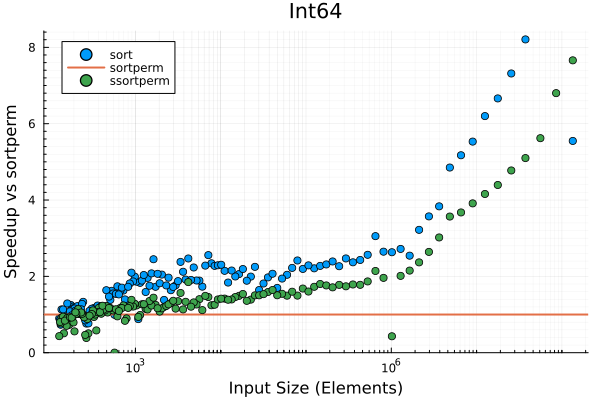 Int64
sort
sortperm
ssortperm
8
6
4
2
0
10³
10⁶
Speedup vs sortperm
Input Size (Elements)